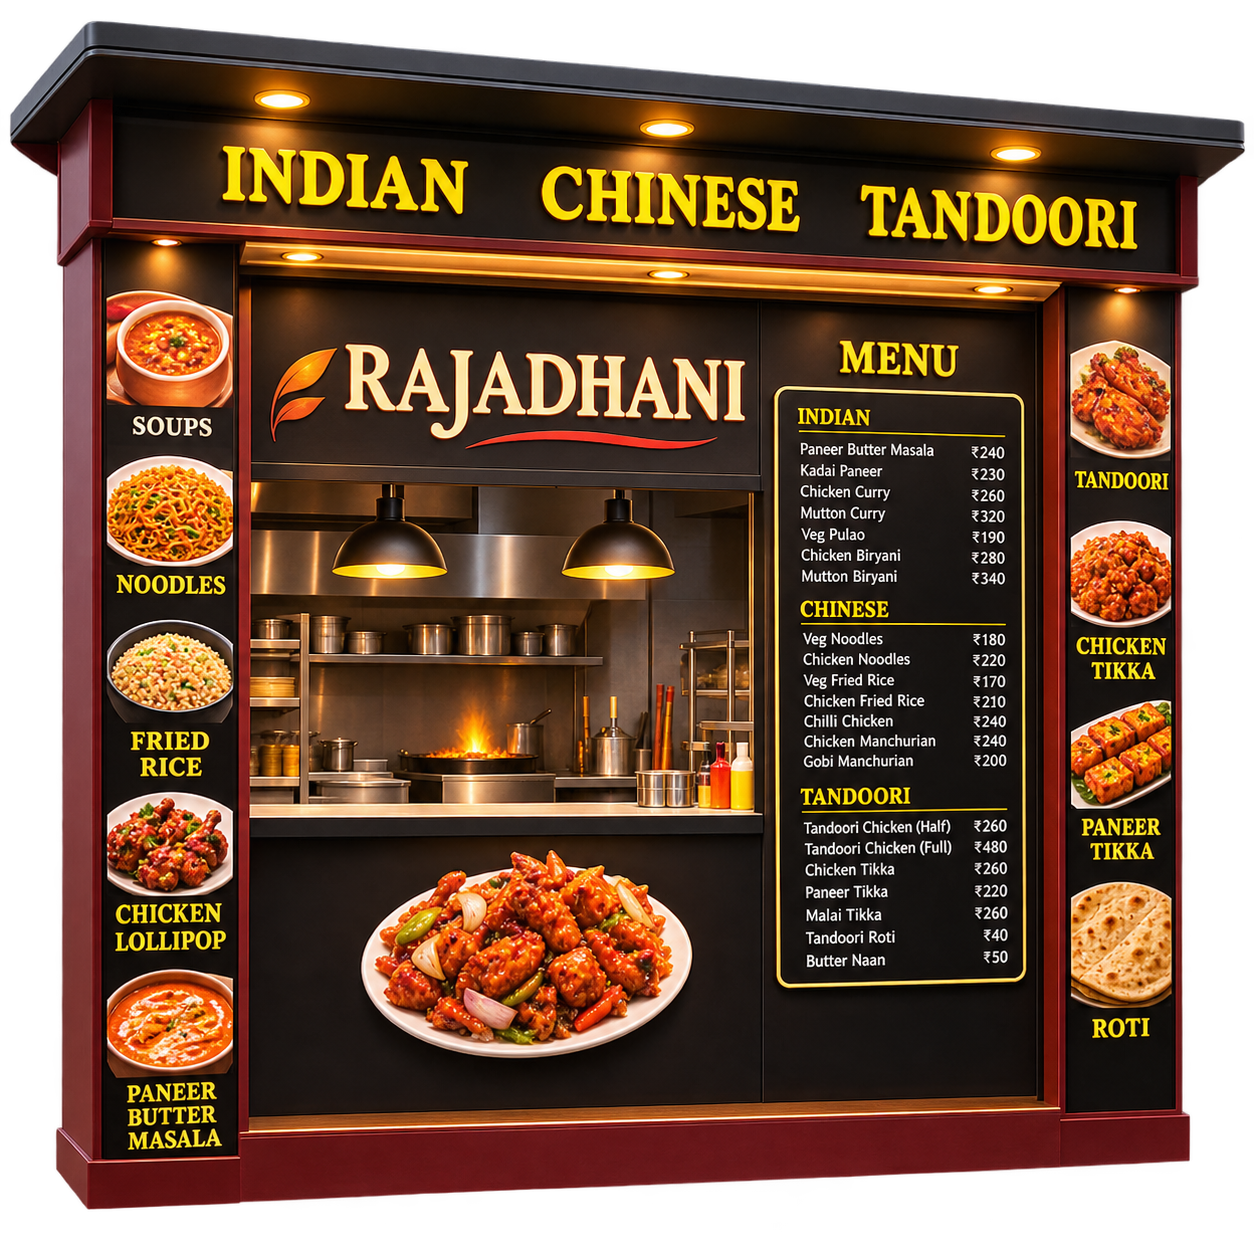 INDIAN CHINESE TANDOORI
SOUPS
NOODLES
FRIED
RICE
CHICKEN
LOLLIPOP
PANEER
BUTTER
MASALA
RAJADHANI
MENU
INDIAN
Paneer Butter Masala ₹240
Kadai Paneer ₹230
Chicken Curry ₹260
Mutton Curry ₹320
Veg Pulao ₹190
Chicken Biryani ₹280
Mutton Biryani ₹340
CHINESE
Veg Noodles ₹180
Chicken Noodles ₹220
Veg Fried Rice ₹170
Chicken Fried Rice ₹210
Chilli Chicken ₹240
Chicken Manchurian ₹240
Gobi Manchurian ₹200
TANDOORI
Tandoori Chicken (Half) ₹260
Tandoori Chicken (Full) ₹480
Chicken Tikka ₹260
Paneer Tikka ₹220
Malai Tikka ₹260
Tandoori Roti ₹40
Butter Naan ₹50
TANDOORI
CHICKEN
TIKKA
PANEER
TIKKA
ROTI